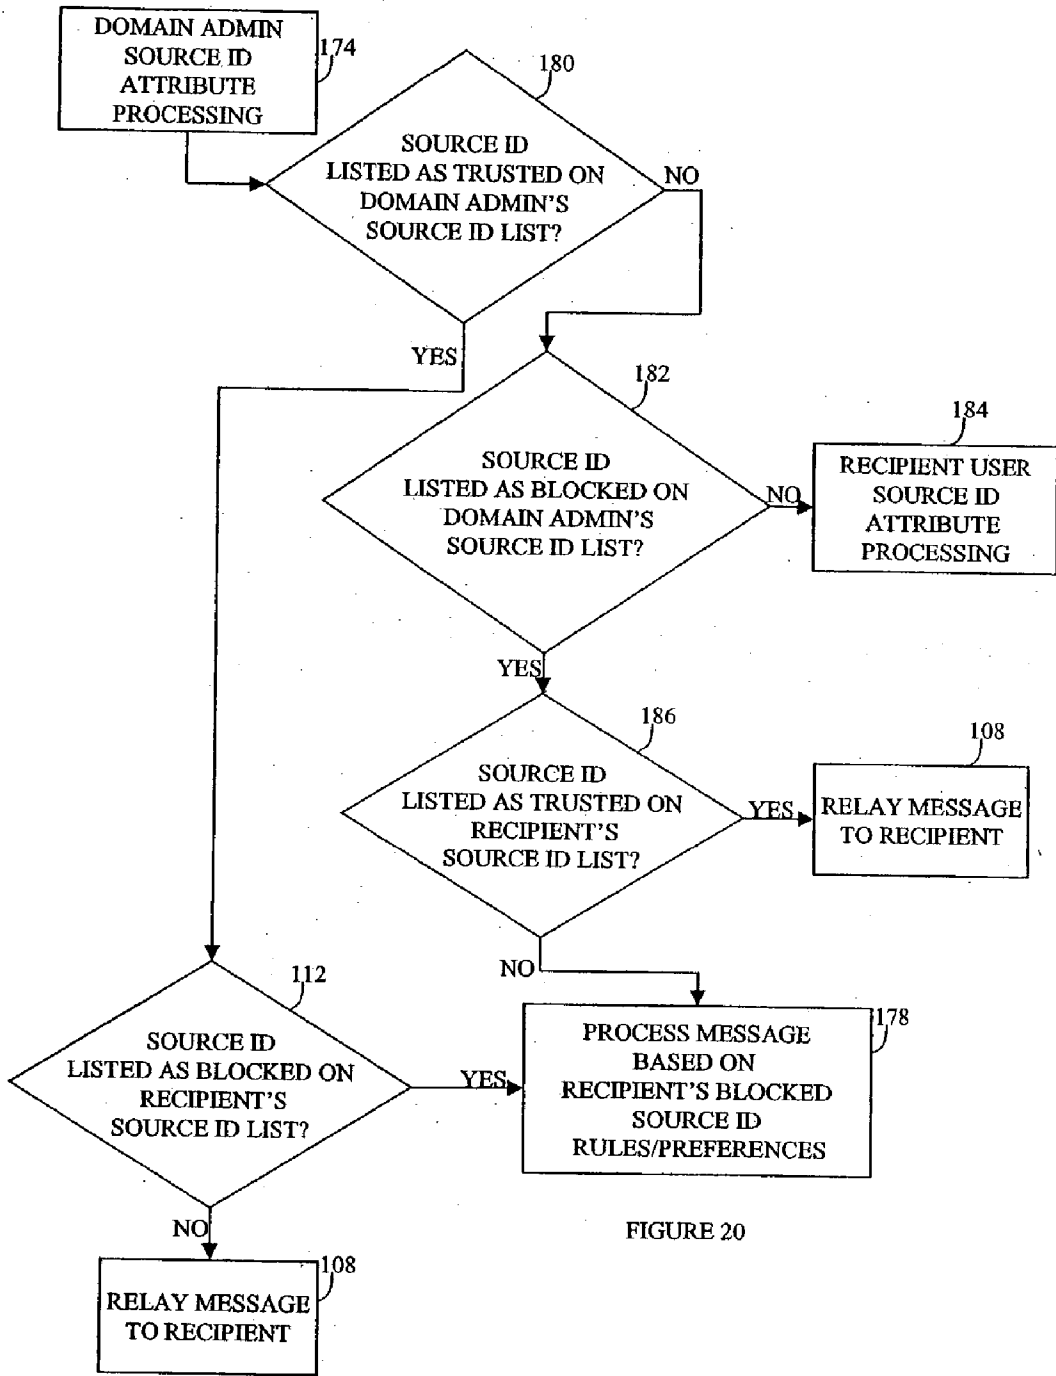 DOMAIN ADMIN
SOURCE ID
ATTRIBUTE
PROCESSING
174
180
SOURCE ID
LISTED AS TRUSTED ON
DOMAIN ADMIN'S
SOURCE ID LIST?
NO
YES
182
SOURCE ID
LISTED AS BLOCKED ON
DOMAIN ADMIN'S
SOURCE ID LIST?
NO
184
RECIPIENT USER
SOURCE ID
ATTRIBUTE
PROCESSING
YES
186
SOURCE ID
LISTED AS TRUSTED ON
RECIPIENT'S
SOURCE ID LIST?
YES
108
RELAY MESSAGE
TO RECIPIENT
NO
112
SOURCE ID
LISTED AS BLOCKED ON
RECIPIENT'S
SOURCE ID LIST?
YES
178
PROCESS MESSAGE
BASED ON
RECIPIENT'S BLOCKED
SOURCE ID
RULES/PREFERENCES
NO
108
RELAY MESSAGE
TO RECIPIENT
FIGURE 20